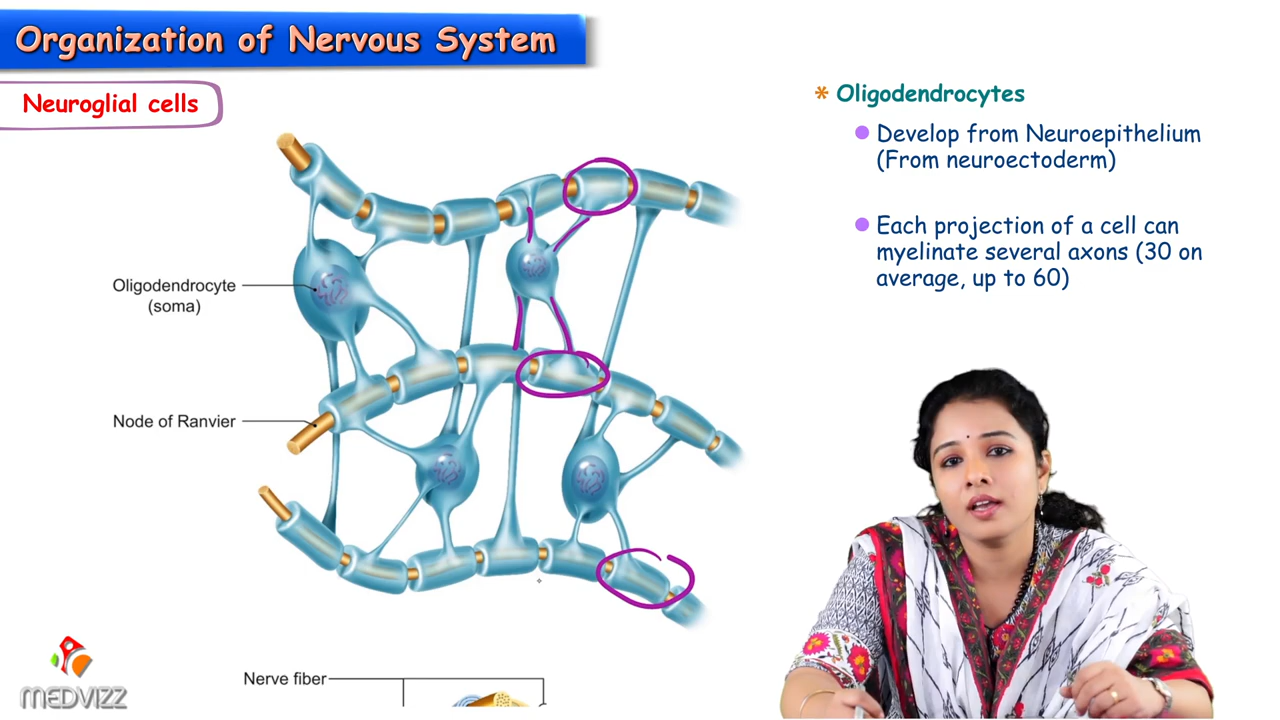 Organization of Nervous System
Neuroglial cells
* Oligodendrocytes
Develop from Neuroepithelium
(From neuroectoderm)
Each projection of a cell can
myelinate several axons (30 on
average, up to 60)
Oligodendrocyte
(soma)
Node of Ranvier
Nerve fiber
MEDVIZZ